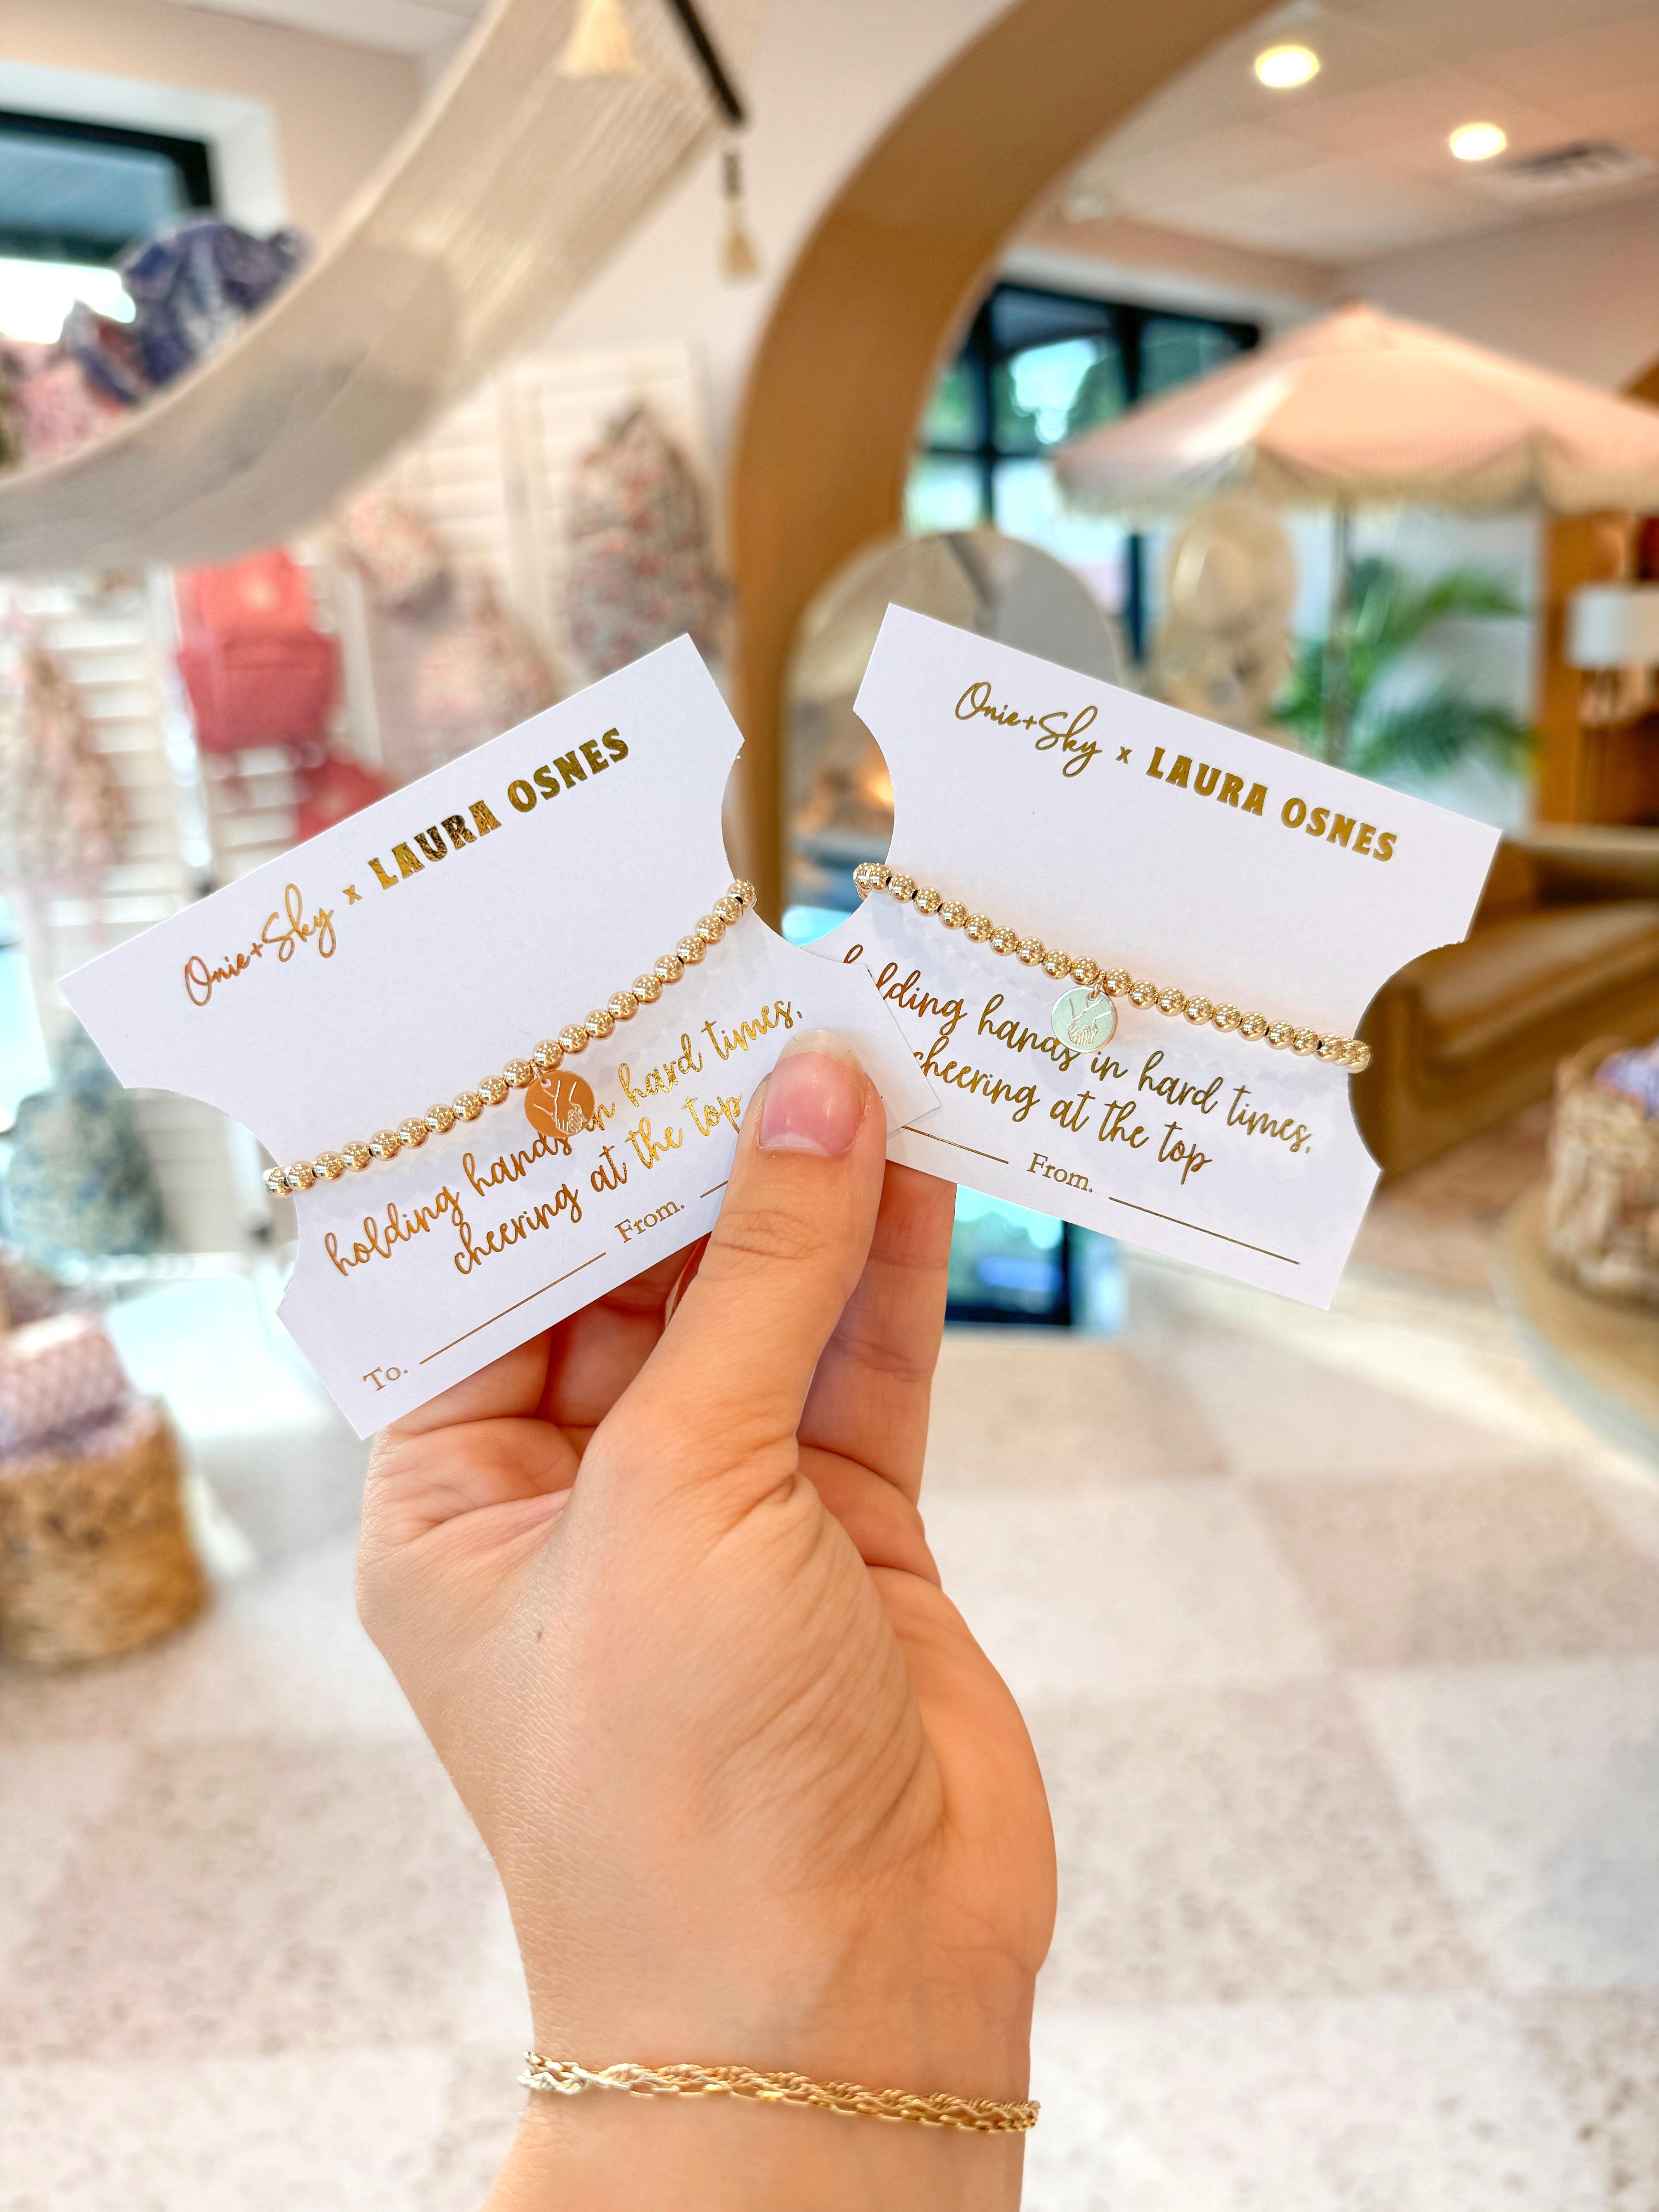 Onie+Sky x LAURA OSNES
holding hands in hard times,
cheering at the top
To. From.
Onie+Sky x LAURA OSNES
holding hands in hard times,
cheering at the top
From.